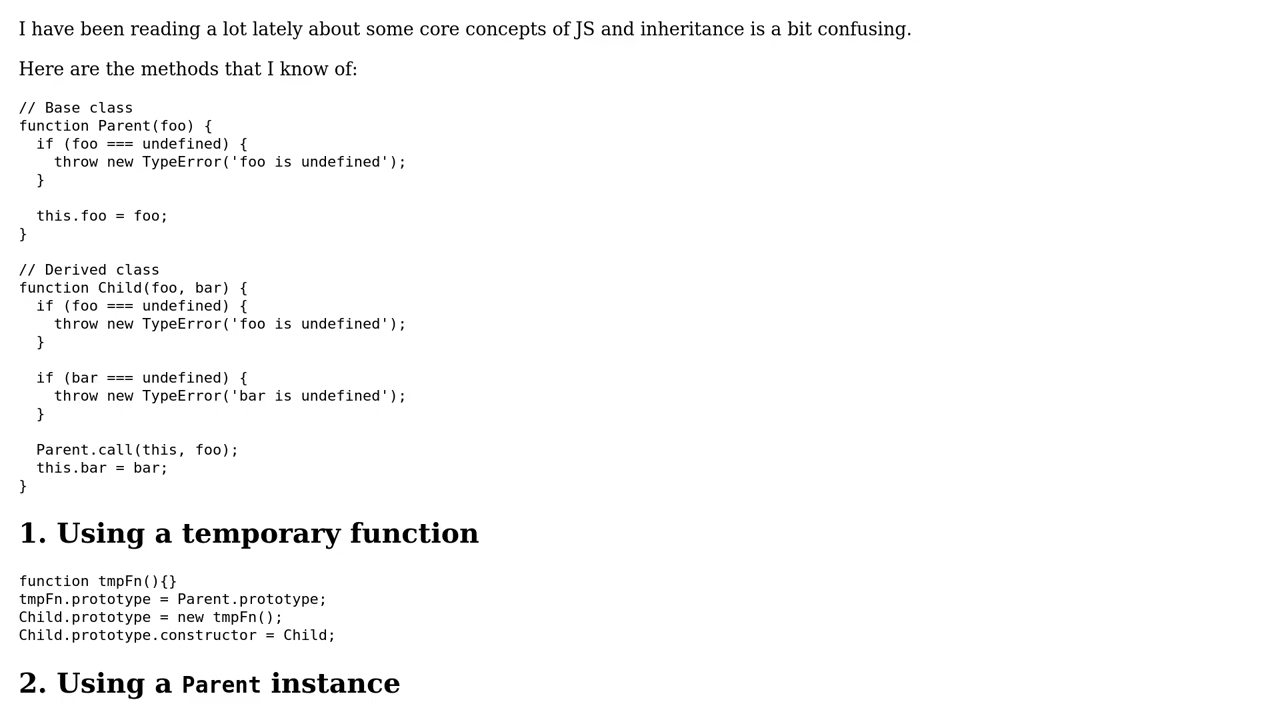 I have been reading a lot lately about some core concepts of JS and inheritance is a bit confusing.
Here are the methods that I know of:
// Base class
function Parent(foo) {
  if (foo === undefined) {
    throw new TypeError('foo is undefined');
  }

  this.foo = foo;
}

// Derived class
function Child(foo, bar) {
  if (foo === undefined) {
    throw new TypeError('foo is undefined');
  }

  if (bar === undefined) {
    throw new TypeError('bar is undefined');
  }

  Parent.call(this, foo);
  this.bar = bar;
}
1. Using a temporary function
function tmpFn(){}
tmpFn.prototype = Parent.prototype;
Child.prototype = new tmpFn();
Child.prototype.constructor = Child;
2. Using a Parent instance